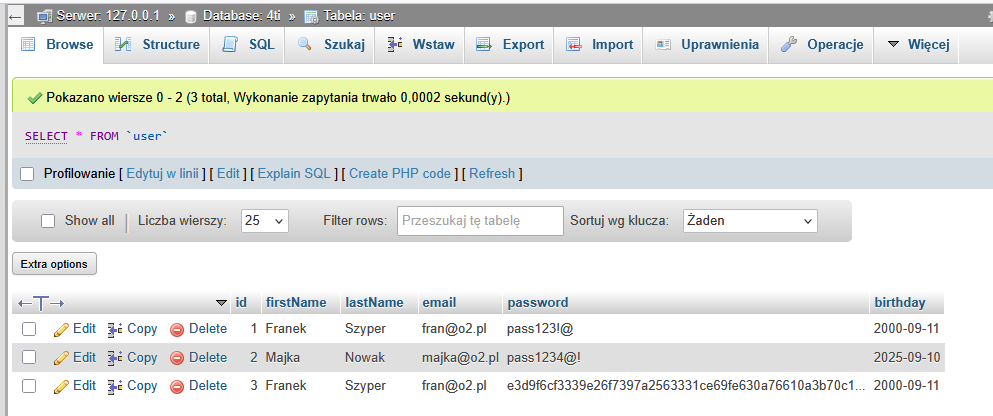 Serwer: 127.0.0.1 » Database: 4ti » Tabela: user
Browse Structure SQL Szukaj Wstaw Export Import Uprawnienia Operacje Więcej
Pokazano wiersze 0 - 2 (3 total, Wykonanie zapytania trwało 0,0002 sekund(y).)
SELECT * FROM `user`
Profilowanie [ Edytuj w linii ] [ Edit ] [ Explain SQL ] [ Create PHP code ] [ Refresh ]
Show all | Liczba wierszy: 25 Filter rows: Przeszukaj tę tabelę Sortuj wg klucza: Żaden
Extra options
←T→ id firstName lastName email password birthday
Edit Copy Delete 1 Franek Szyper fran@o2.pl pass123!@ 2000-09-11
Edit Copy Delete 2 Majka Nowak majka@o2.pl pass1234@! 2025-09-10
Edit Copy Delete 3 Franek Szyper fran@o2.pl e3d9f6cf3339e26f7397a2563331ce69fe630a76610a3b70c1... 2000-09-11